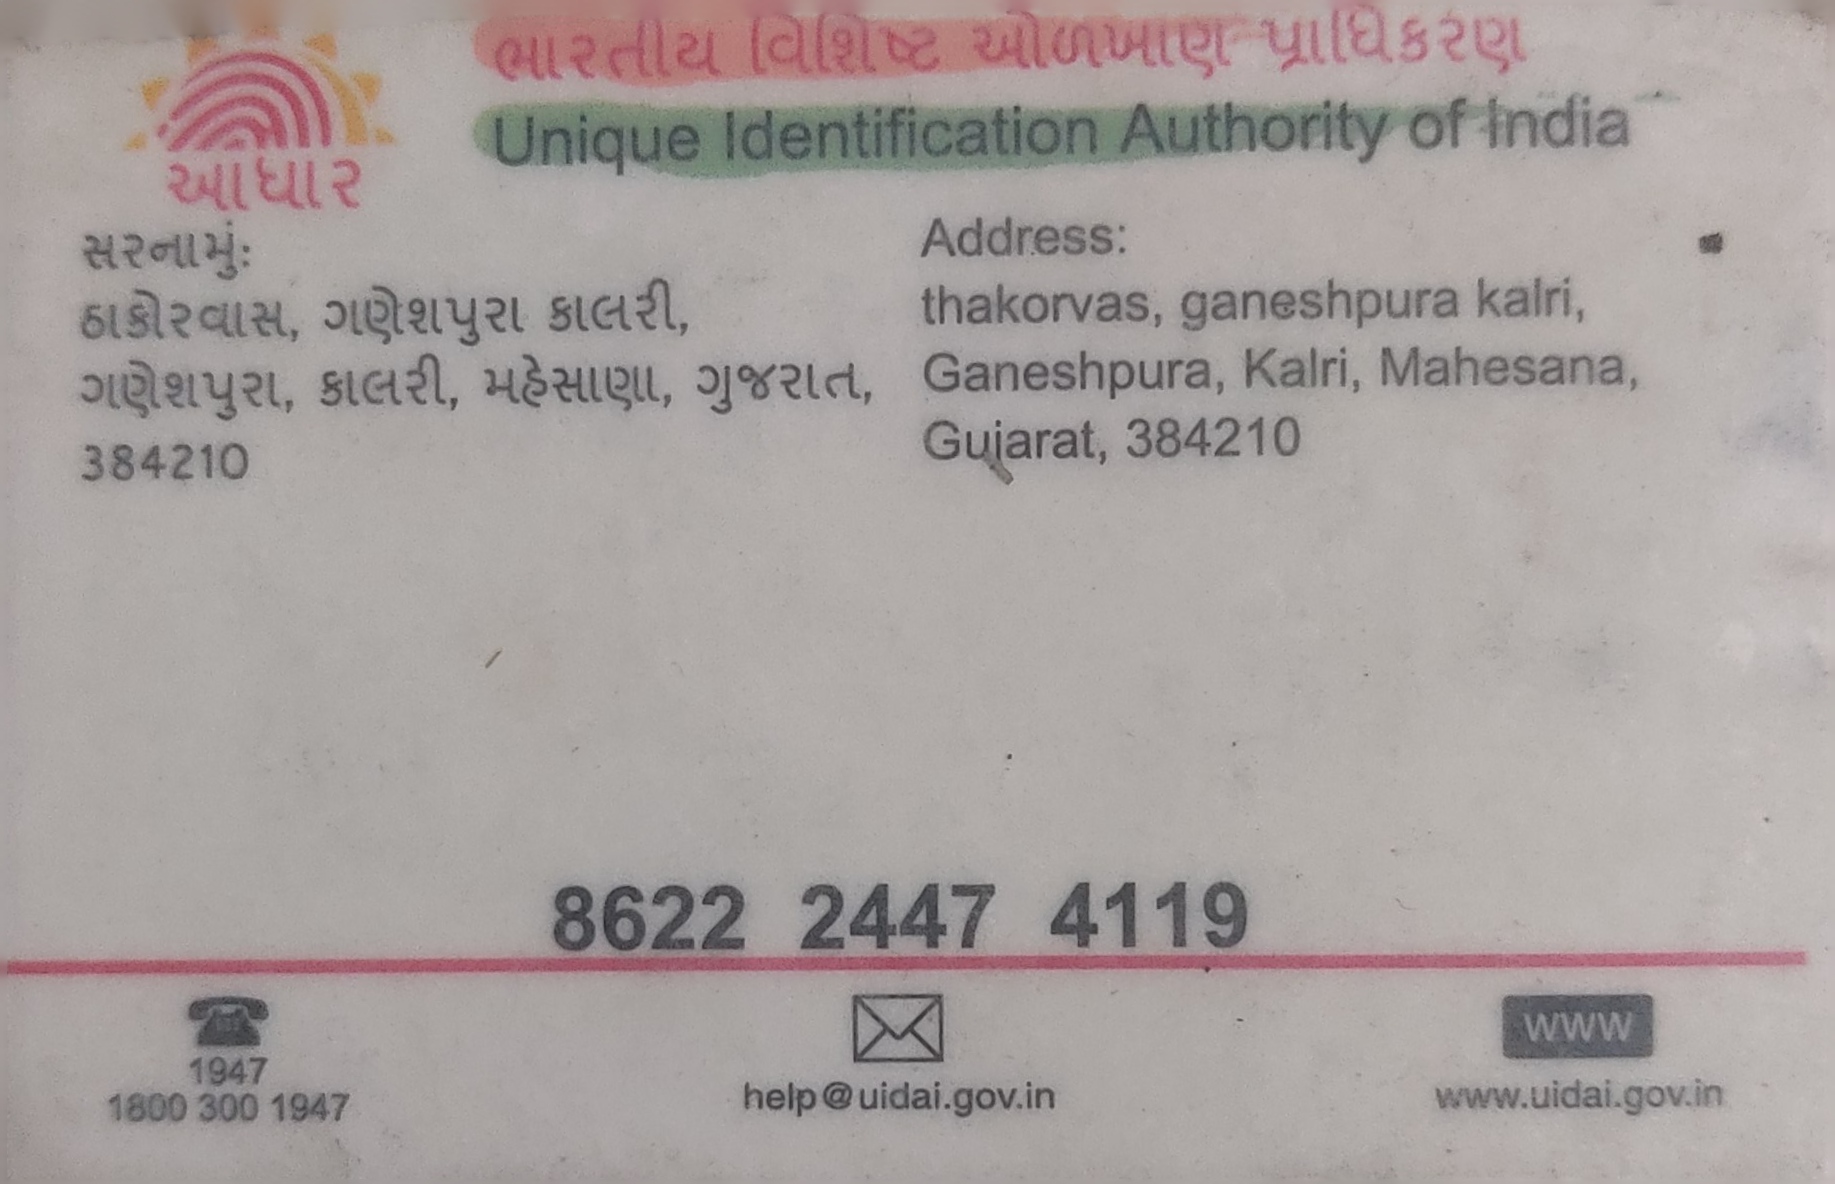 ભારતીય વિશિષ્ટ ઓળખાણ પ્રાધિકરણ
Unique Identification Authority of India
આધાર
સરનામું:
ઠાકોરવાસ, ગણેશપુરા કાલરી,
ગણેશપુરા, કાલરી, મહેસાણા, ગુજરાત,
384210
Address:
thakorvas, ganeshpura kalri,
Ganeshpura, Kalri, Mahesana,
Gujarat, 384210
8622 2447 4119
1947
1800 300 1947
help@uidai.gov.in
www
www.uidai.gov.in